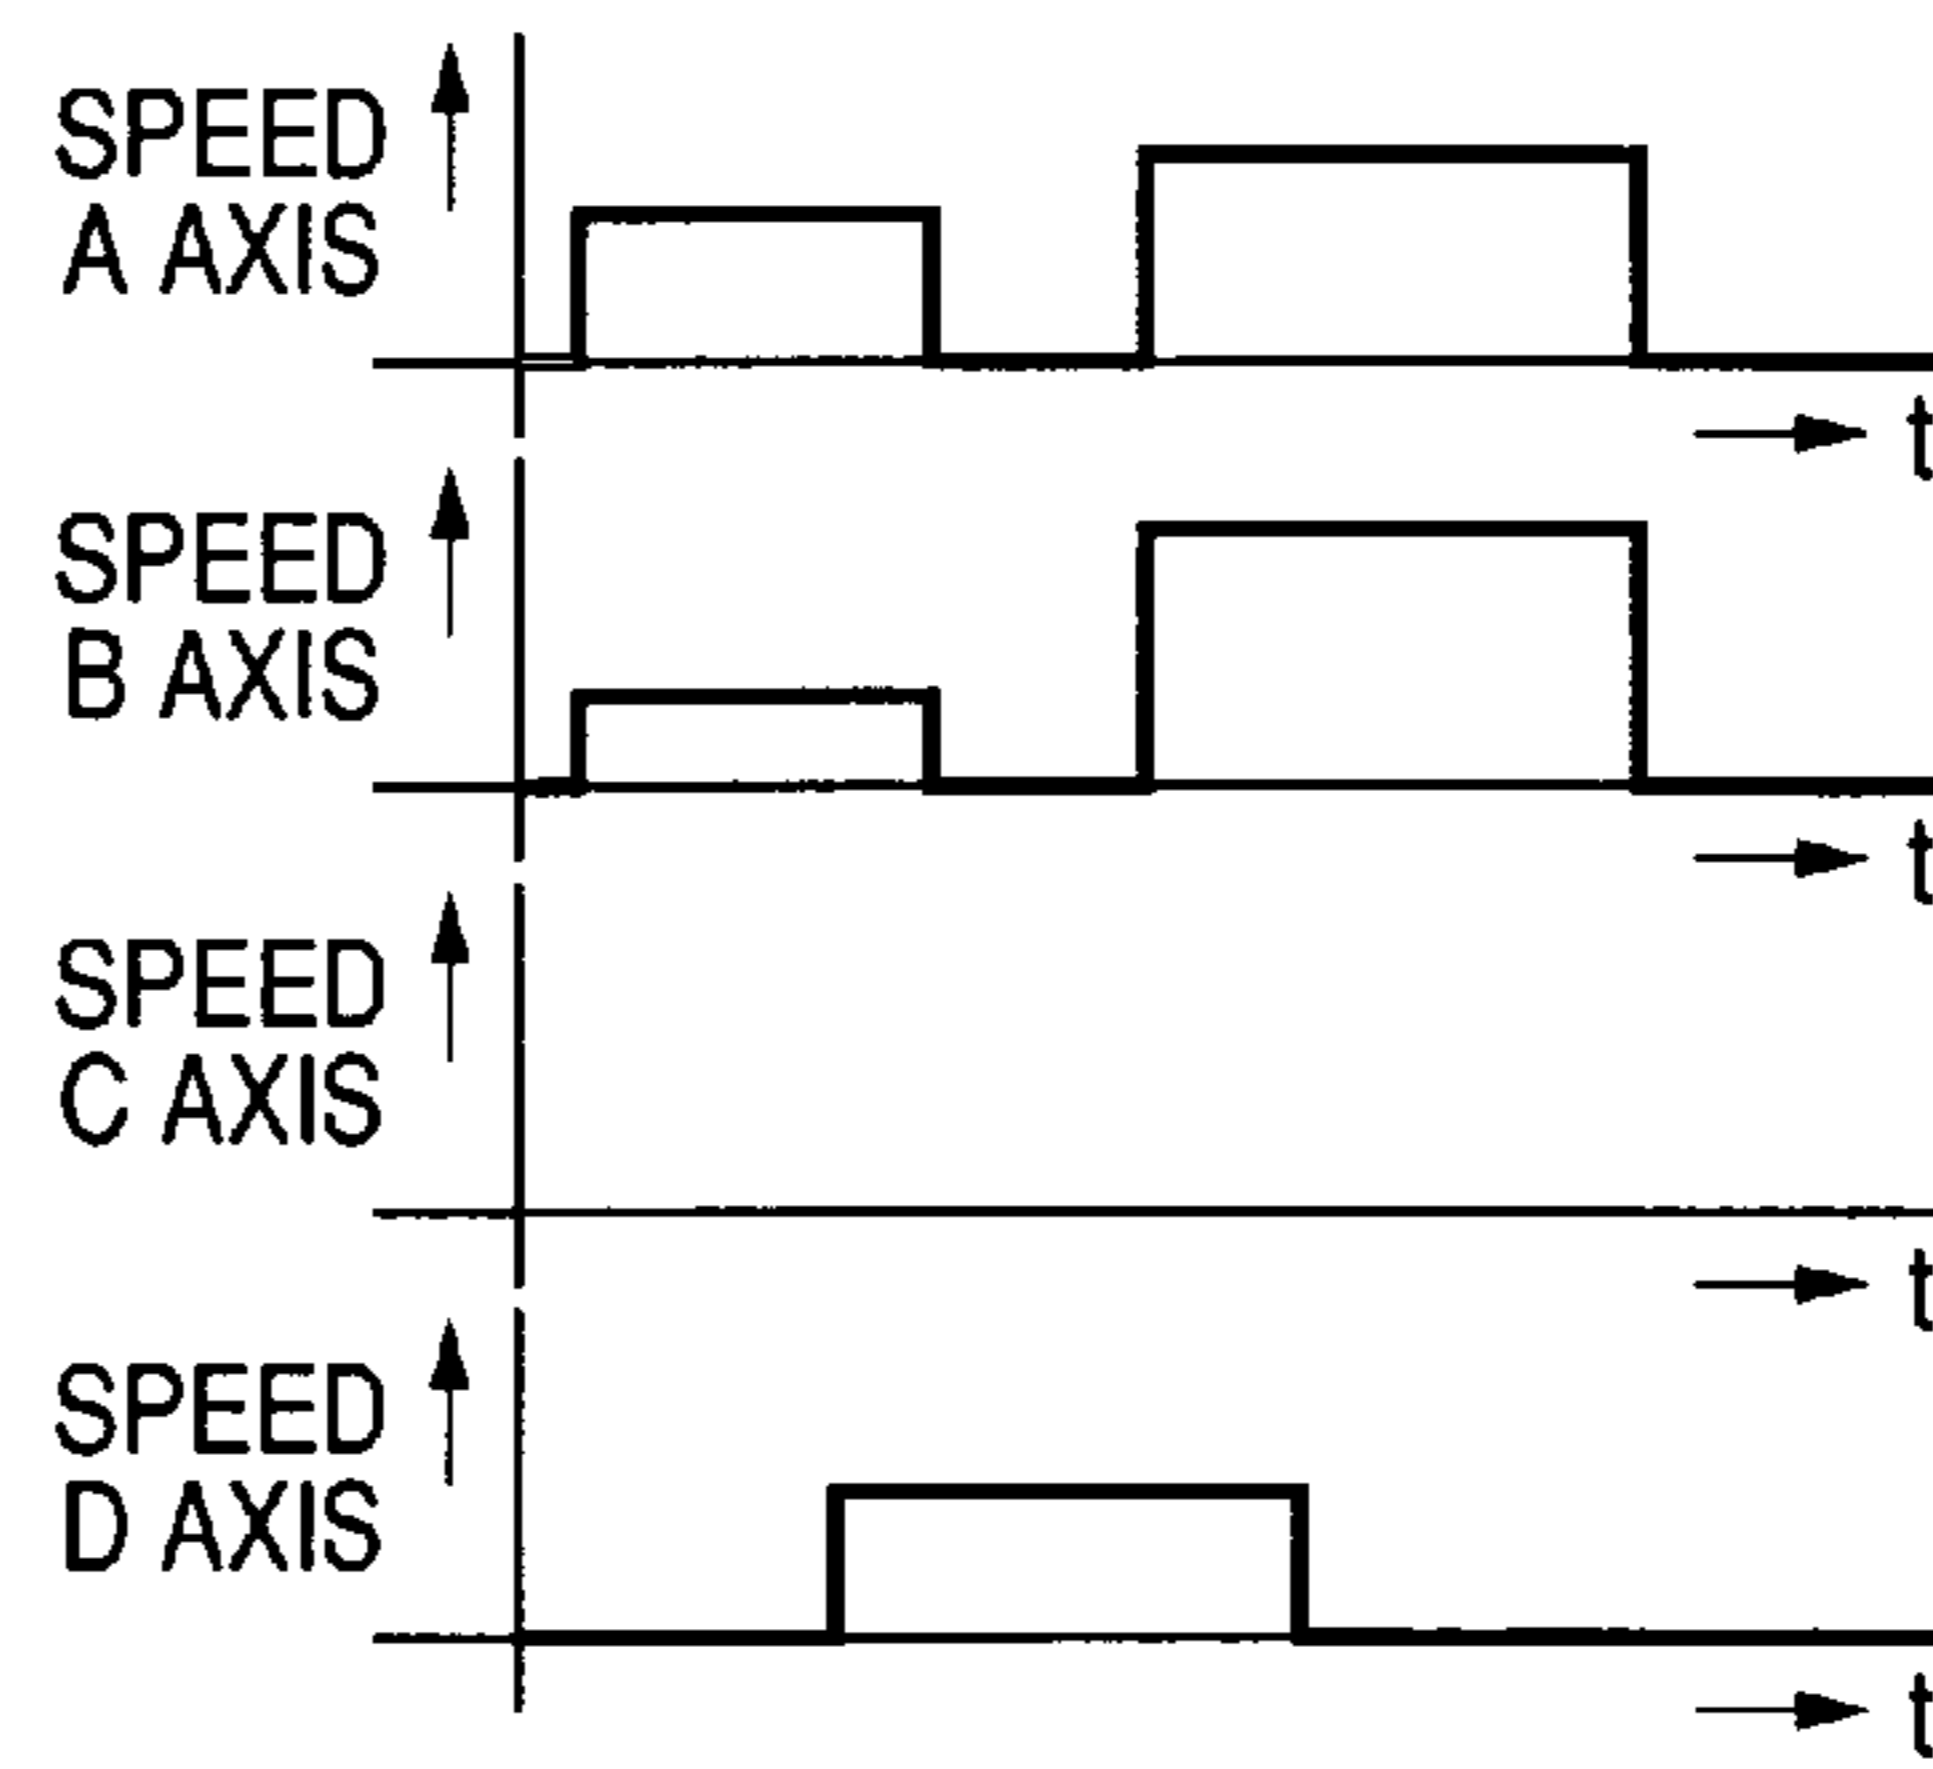 SPEED
A AXIS
t
SPEED
B AXIS
t
SPEED
C AXIS
t
SPEED
D AXIS
t